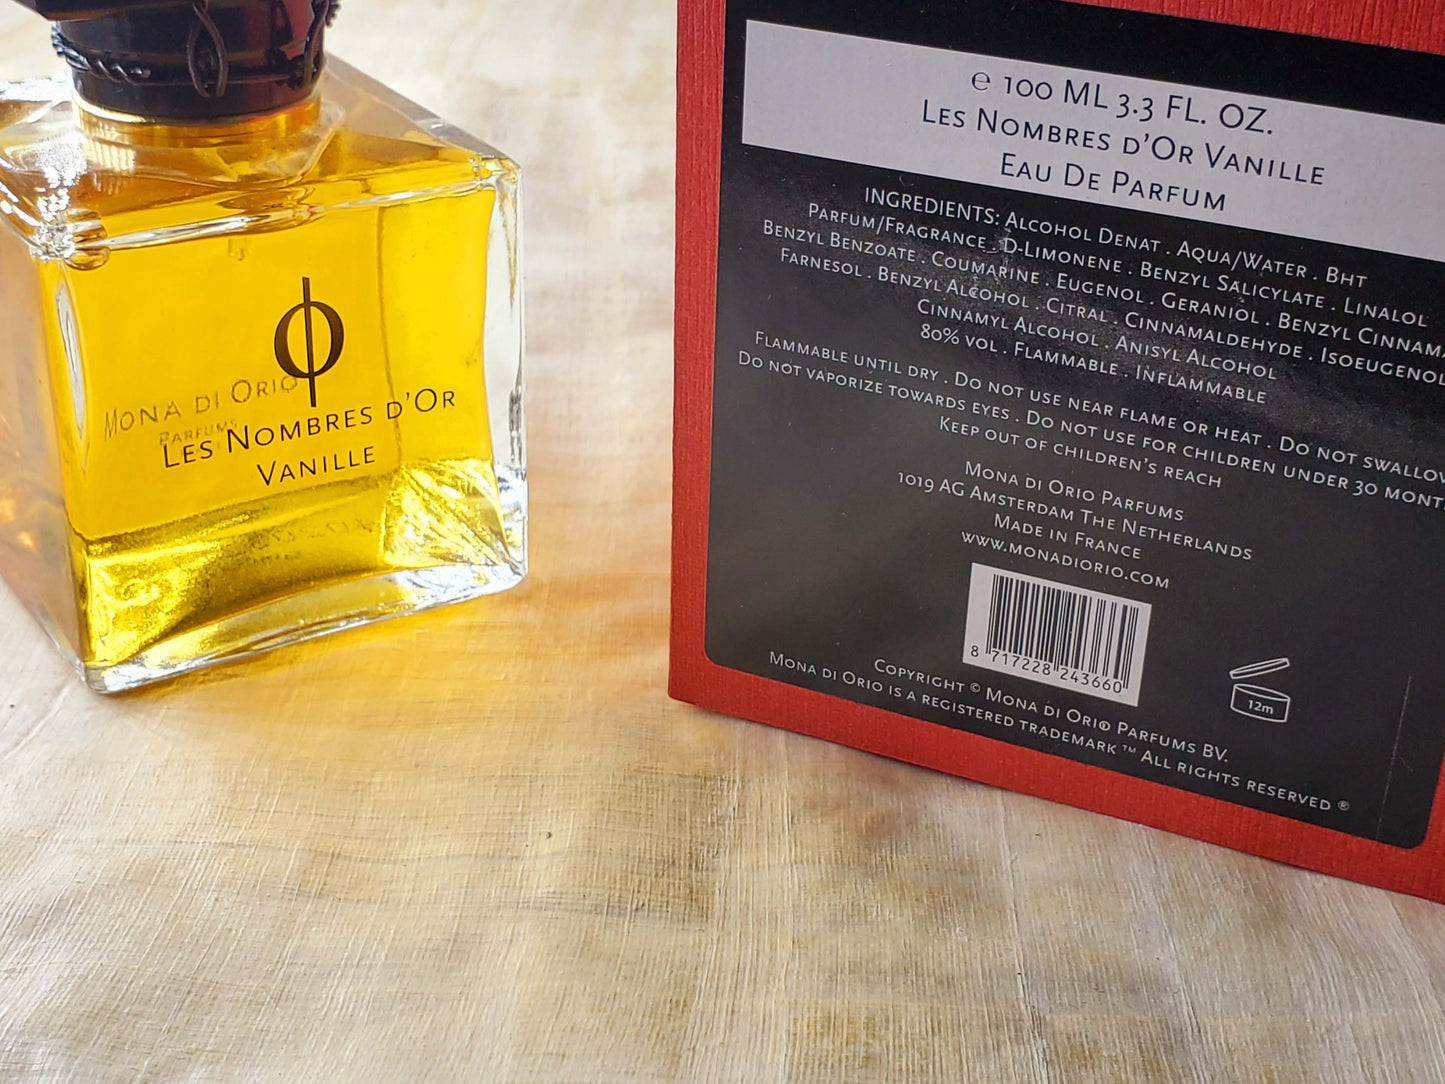 Mona di Orio
Parfums
Les Nombres d'Or
Vanille
℮ 100 ML 3.3 FL. OZ.
Les Nombres d'Or Vanille
Eau De Parfum
INGREDIENTS: Alcohol Denat . Aqua/Water . Bht
Parfum/Fragrance . D-Limonene . Benzyl Salicylate . Linalol
Benzyl Benzoate . Coumarine . Eugenol . Geraniol . Benzyl Cinnama
Farnesol . Benzyl Alcohol . Citral . Cinnamaldehyde . Isoeugenol
Cinnamyl Alcohol . Anisyl Alcohol
80% vol . Flammable . Inflammable
Flammable until dry . Do not use near flame or heat . Do not swallow
Do not vaporize towards eyes . Do not use for children under 30 mont
Keep out of children's reach
Mona di Orio Parfums
1019 AG Amsterdam The Netherlands
Made in France
www.monadiorio.com
8 717228 243660
12m
Copyright © Mona di Orio Parfums BV.
Mona di Orio is a registered trademark ™ All rights reserved ®